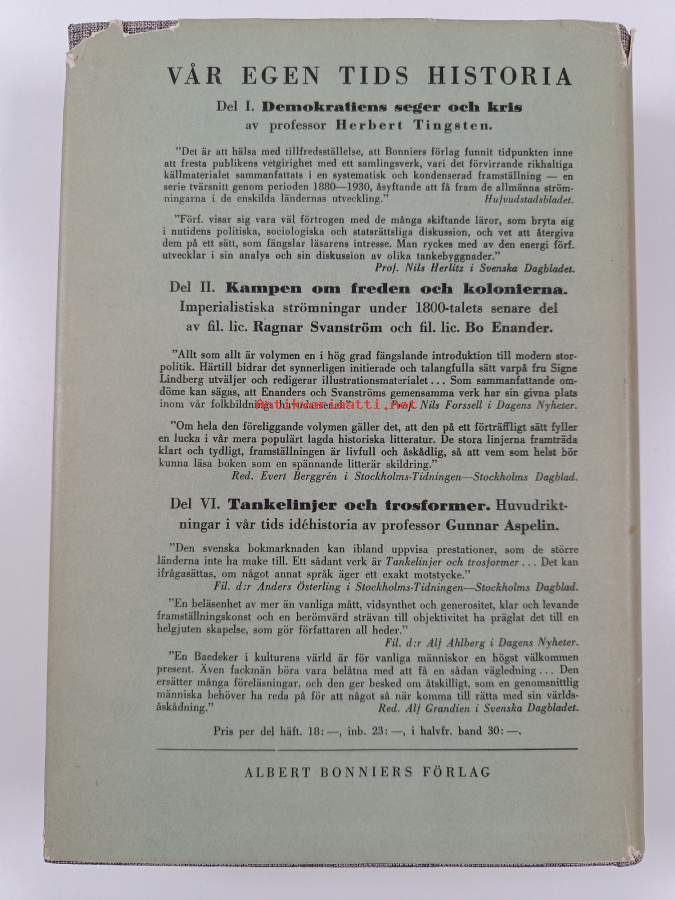 VÅR EGEN TIDS HISTORIA
Del I. Demokratiens seger och kris
av professor Herbert Tingsten.
"Det är att hälsa med tillfredsställelse, att Bonniers förlag funnit tidpunkten inne
att fresta publikens vetgirighet med ett samlingsverk, vari det förvirrande rikhaltiga
källmaterialet sammanfattats i en systematisk och kondenserad framställning — en
serie tvärsnitt genom perioden 1880—1930, åsyftande att få fram de allmänna ström-
ningarna i de enskilda ländernas utveckling." Hufvudstadsbladet.
"Förf. visar sig vara väl förtrogen med de många skiftande läror, som bryta sig
i nutidens politiska, sociologiska och statsrättsliga diskussion, och vet att återgiva
dem på ett sätt, som fängslar läsarens intresse. Man ryckes med av den energi förf.
utvecklar i sin analys och sin diskussion av olika tankebyggnader."
Prof. Nils Herlitz i Svenska Dagbladet.
Del II. Kampen om freden och kolonierna.
Imperialistiska strömningar under 1800-talets senare del
av fil. lic. Ragnar Svanström och fil. lic. Bo Enander.
"Allt som allt är volymen en i hög grad fängslande introduktion till modern stor-
politik. Härtill bidrar det synnerligen initierade och talangfulla sätt varpå fru Signe
Lindberg utväljer och redigerar illustrationsmaterialet... Som sammanfattande om-
döme kan sägas, att Enanders och Svanströms gemensamma verk har sin givna plats
inom vår folkbildnings huvudarsenal." Prof. Nils Forssell i Dagens Nyheter.
"Om hela den föreliggande volymen gäller det, att den på ett förträffligt sätt fyller
en lucka i vår mera populärt lagda historiska litteratur. De stora linjerna framträda
klart och tydligt, framställningen är livfull och åskådlig, så att vem som helst bör
kunna läsa boken som en spännande litterär skildring."
Red. Evert Berggrén i Stockholms-Tidningen—Stockholms Dagblad.
Del VI. Tankelinjer och trosformer. Huvudrikt-
ningar i vår tids idéhistoria av professor Gunnar Aspelin.
"Den svenska bokmarknaden kan ibland uppvisa prestationer, som de större
länderna inte ha make till. Ett sådant verk är Tankelinjer och trosformer... Det kan
ifrågasättas, om något annat språk äger ett exakt motstycke."
Fil. d:r Anders Österling i Stockholms-Tidningen—Stockholms Dagblad.
"En beläsenhet av mer än vanliga mått, vidsynthet och generositet, klar och levande
framställningskonst och en berömvärd strävan till objektivitet ha präglat det till en
helgjuten skapelse, som gör författaren all heder."
Fil. d:r Alf Ahlberg i Dagens Nyheter.
"En Baedeker i kulturens värld är för vanliga människor en högst välkommen
present. Även fackmän böra vara belåtna med att få en sådan vägledning... Den
ersätter många föreläsningar, och den ger besked om åtskilligt, som en genomsnittlig
människa behöver ha reda på för att något så när komma till rätta med sin världs-
åskådning." Red. Alf Grandien i Svenska Dagbladet.
Pris per del häft. 18: —, inb. 23: —, i halvfr. band 30: —.
ALBERT BONNIERS FÖRLAG